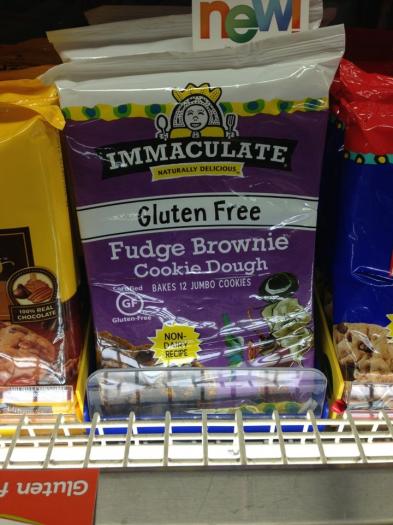 new!
IMMACULATE
NATURALLY DELICIOUS
Gluten Free
Fudge Brownie
Cookie Dough
BAKES 12 JUMBO COOKIES
Certified
GF
Gluten-Free
NON-
DAIRY
RECIPE
100% REAL
CHOCOLATE
Gluten f